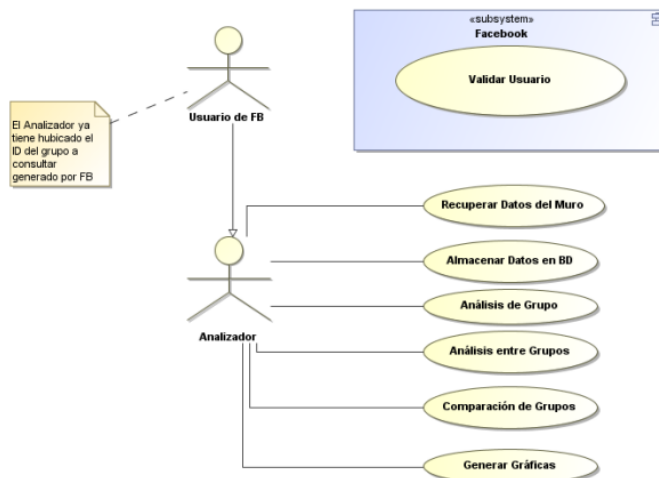 «subsystem»
Facebook
Validar Usuario
Usuario de FB
El Analizador ya
tiene hubicado el
ID del grupo a
consultar
generado por FB
Recuperar Datos del Muro
Almacenar Datos en BD
Análisis de Grupo
Analizador
Análisis entre Grupos
Comparación de Grupos
Generar Gráficas